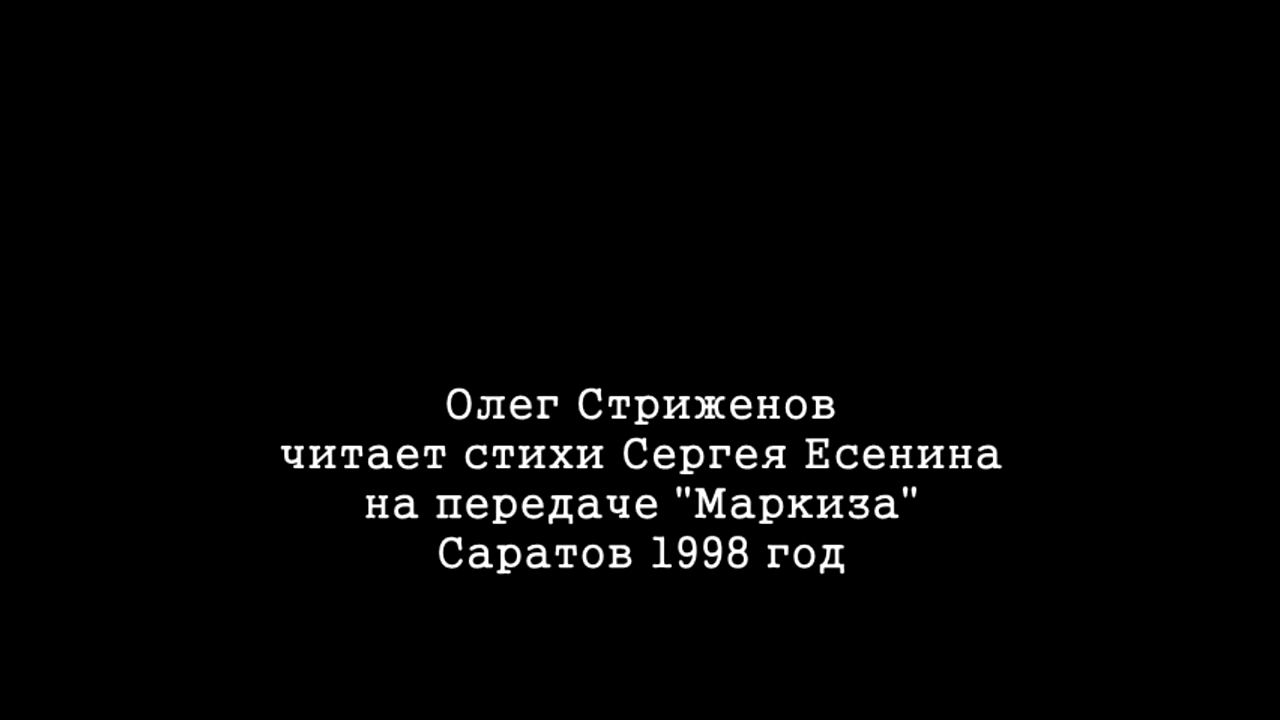 Олег Стриженов
читает стихи Сергея Есенина
на передаче "Маркиза"
Саратов 1998 год